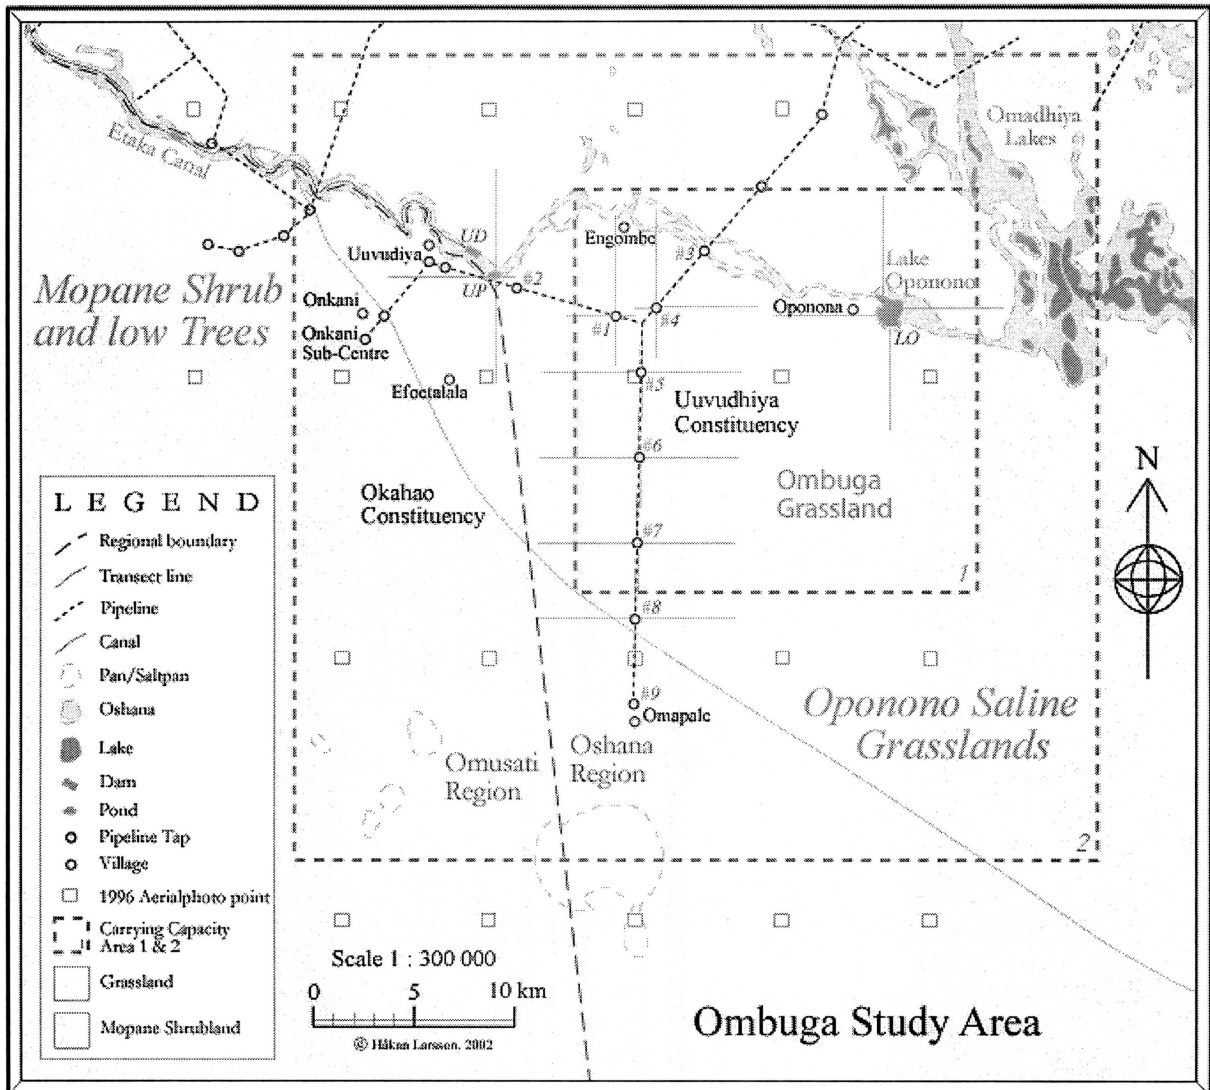 Etaka Canal
Omadhiya
Lakes
Mopane Shrub
and low Trees
Uuvudiya
UD
UP
#2
Engombe
#3
Lake
Oponono
Onkani
Onkani
Sub-Centre
#1
#4
Oponona
LO
Efoetalala
#5
Uuvudhiya
Constituency
#6
Okahao
Constituency
Ombuga
Grassland
#7
1
#8
#9
Omapale
Oponono Saline
Grasslands
Omusati
Region
Oshana
Region
2
N
LEGEND
Regional boundary
Transect line
Pipeline
Canal
Pan/Saltpan
Oshana
Lake
Dam
Pond
Pipeline Tap
Village
1996 Aerialphoto point
Carrying Capacity
Area 1 & 2
Grassland
Mopane Shrubland
Scale 1 : 300 000
0 5 10 km
© Håkan Larsson, 2002
Ombuga Study Area